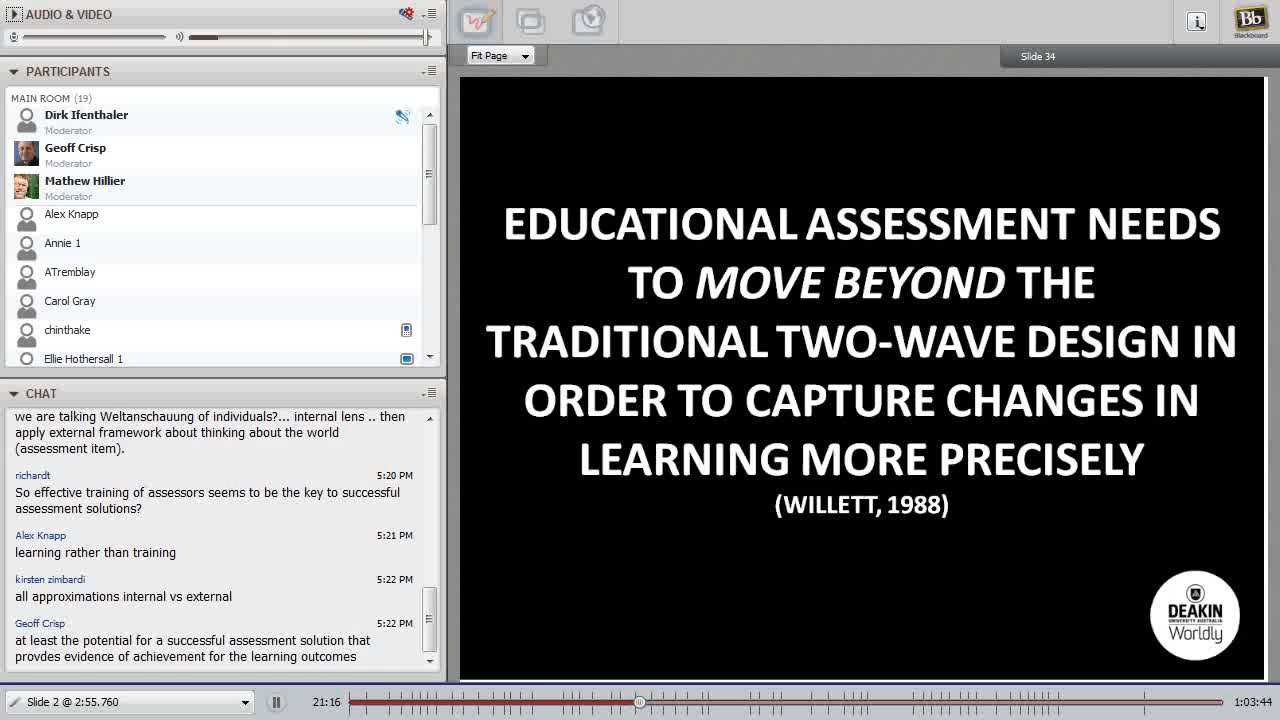 AUDIO & VIDEO
PARTICIPANTS
MAIN ROOM (19)
Dirk Ifenthaler
Moderator
Geoff Crisp
Moderator
Mathew Hillier
Moderator
Alex Knapp
Annie 1
ATremblay
Carol Gray
chinthake
Ellie Hothersall 1
CHAT
we are talking Weltanschauung of individuals?... internal lens .. then
apply external framework about thinking about the world
(assessment item).
richardt 5:20 PM
So effective training of assessors seems to be the key to successful
assessment solutions?
Alex Knapp 5:21 PM
learning rather than training
kirsten zimbardi 5:22 PM
all approximations internal vs external
Geoff Crisp 5:22 PM
at least the potential for a successful assessment solution that
provdes evidence of achievement for the learning outcomes
Fit Page
Slide 34
Bb
Blackboard
EDUCATIONAL ASSESSMENT NEEDS
TO MOVE BEYOND THE
TRADITIONAL TWO-WAVE DESIGN IN
ORDER TO CAPTURE CHANGES IN
LEARNING MORE PRECISELY
(WILLETT, 1988)
DEAKIN
UNIVERSITY AUSTRALIA
Worldly
Slide 2 @ 2:55.760
21:16
1:03:44